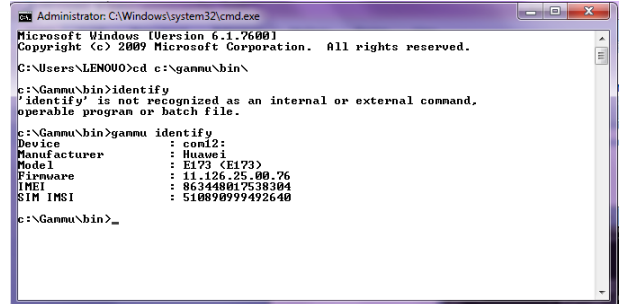 Administrator: C:\Windows\system32\cmd.exe
Microsoft Windows [Version 6.1.7600]
Copyright (c) 2009 Microsoft Corporation.  All rights reserved.
C:\Users\LENOVO>cd c:\gammu\bin\
c:\Gammu\bin>identify
'identify' is not recognized as an internal or external command,
operable program or batch file.
c:\Gammu\bin>gammu identify
Device               : com12:
Manufacturer         : Huawei
Model                : E173 (E173)
Firmware             : 11.126.25.00.76
IMEI                 : 863448017538304
SIM IMSI             : 510890999492640
c:\Gammu\bin>_